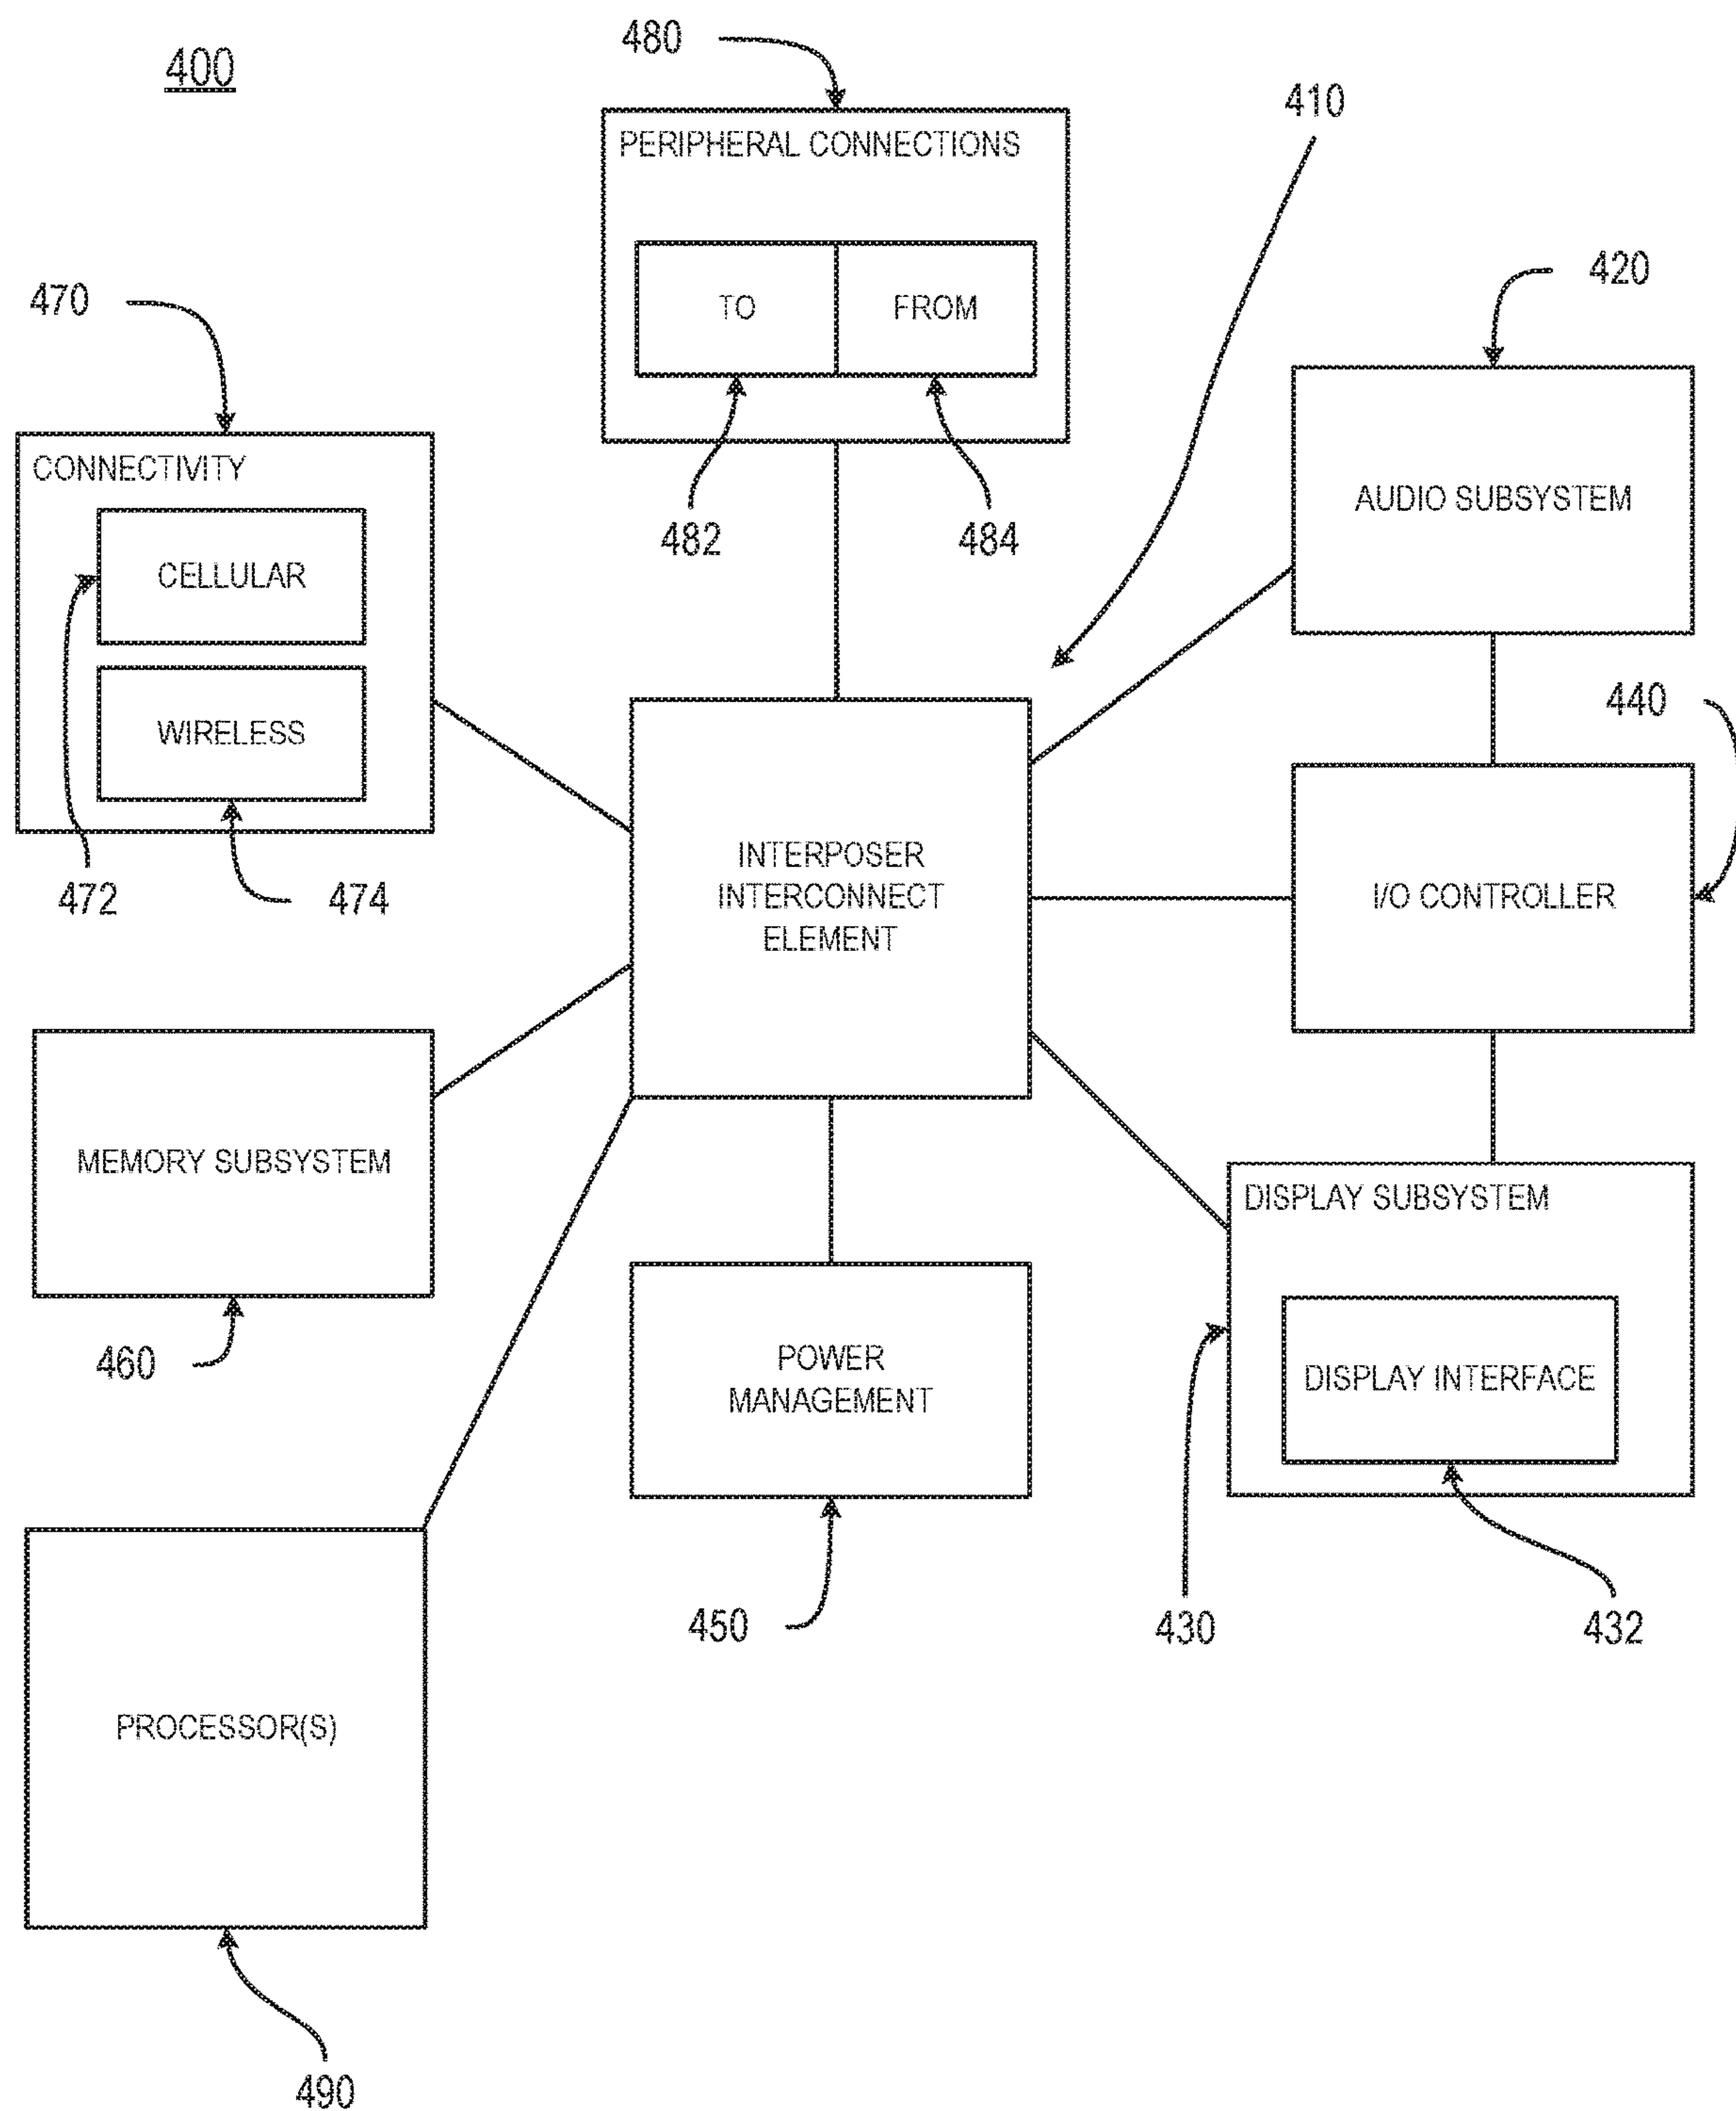 400
480
410
PERIPHERAL CONNECTIONS
TO
FROM
482
484
470
CONNECTIVITY
CELLULAR
WIRELESS
472
474
420
AUDIO SUBSYSTEM
440
I/O CONTROLLER
INTERPOSER
INTERCONNECT
ELEMENT
MEMORY SUBSYSTEM
460
POWER
MANAGEMENT
450
DISPLAY SUBSYSTEM
DISPLAY INTERFACE
430
432
PROCESSOR(S)
490